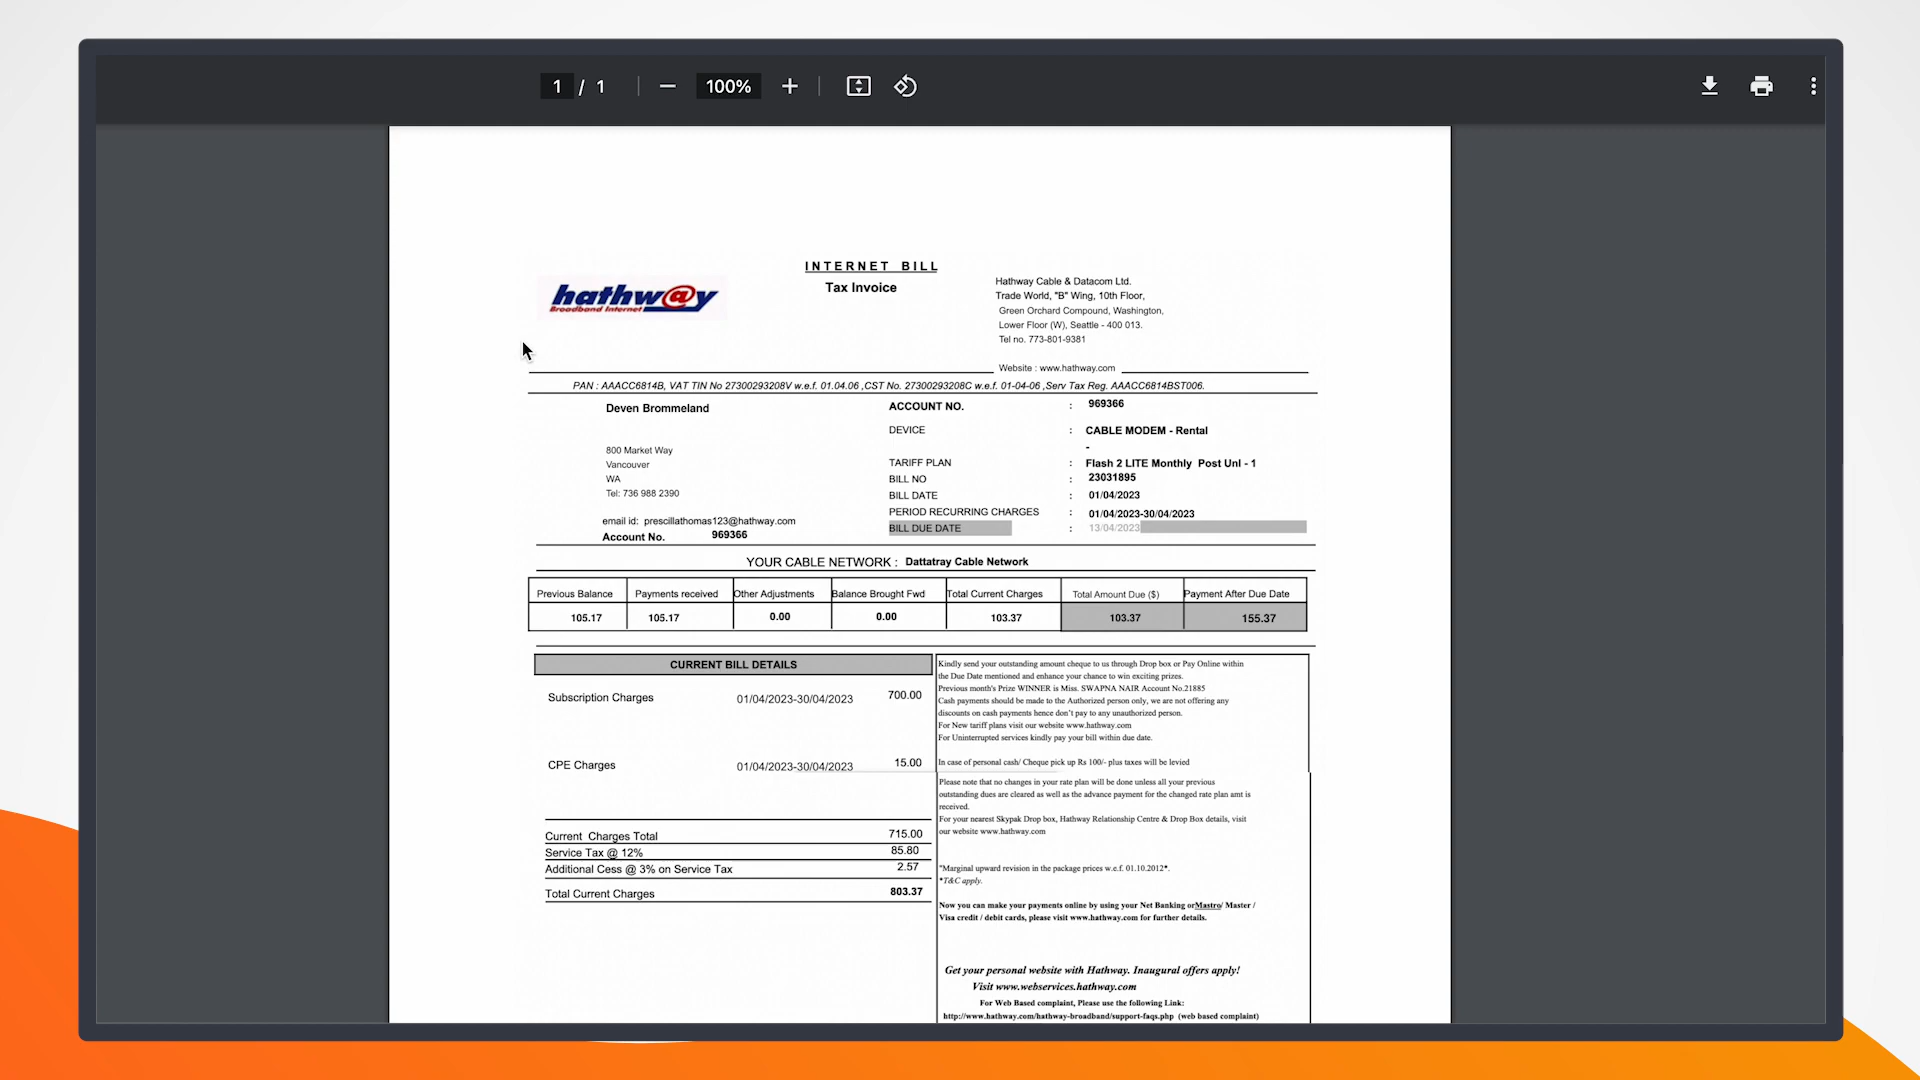 1 / 1
100%
hathw@y
Broadband Internet
INTERNET BILL
Tax Invoice
Hathway Cable & Datacom Ltd.
Trade World, "B" Wing, 10th Floor,
Green Orchard Compound, Washington,
Lower Floor (W), Seattle - 400 013.
Tel no. 773-801-9381
Website : www.hathway.com
PAN : AAACC6814B, VAT TIN No 27300293208V w.e.f. 01.04.06 ,CST No. 27300293208C w.e.f. 01-04-06 ,Serv Tax Reg. AAACC6814BST006.
Deven Brommeland
800 Market Way
Vancouver
WA
Tel: 736 988 2390
email id: prescillathomas123@hathway.com
Account No. 969366
ACCOUNT NO. : 969366
DEVICE : CABLE MODEM - Rental
-
TARIFF PLAN : Flash 2 LITE Monthly Post Unl - 1
BILL NO : 23031895
BILL DATE : 01/04/2023
PERIOD RECURRING CHARGES : 01/04/2023-30/04/2023
BILL DUE DATE : 13/04/2023
YOUR CABLE NETWORK : Dattatray Cable Network
Previous Balance Payments received Other Adjustments Balance Brought Fwd Total Current Charges Total Amount Due ($) Payment After Due Date
105.17 105.17 0.00 0.00 103.37 103.37 155.37
CURRENT BILL DETAILS
Subscription Charges 01/04/2023-30/04/2023 700.00
CPE Charges 01/04/2023-30/04/2023 15.00
Current Charges Total 715.00
Service Tax @ 12% 85.80
Additional Cess @ 3% on Service Tax 2.57
Total Current Charges 803.37
Kindly send your outstanding amount cheque to us through Drop box or Pay Online within
the Due Date mentioned and enhance your chance to win exciting prizes.
Previous month's Prize WINNER is Miss. SWAPNA NAIR Account No.21885
Cash payments should be made to the Authorized person only, we are not offering any
discounts on cash payments hence don't pay to any unauthorized person.
For New tariff plans visit our website www.hathway.com
For Uninterrupted services kindly pay your bill within due date.
In case of personal cash/ Cheque pick up Rs 100/- plus taxes will be levied
Please note that no changes in your rate plan will be done unless all your previous
outstanding dues are cleared as well as the advance payment for the changed rate plan amt is
received.
For your nearest Skypak Drop box, Hathway Relationship Centre & Drop Box details, visit
our website www.hathway.com
"Marginal upward revision in the package prices w.e.f. 01.10.2012*.
*T&C apply.
Now you can make your payments online by using your Net Banking orMastro/ Master /
Visa credit / debit cards, please visit www.hathway.com for further details.
Get your personal website with Hathway. Inaugural offers apply!
Visit www.webservices.hathway.com
For Web Based complaint, Please use the following Link:
http://www.hathway.com/hathway-broadband/support-faqs.php (web based complaint)